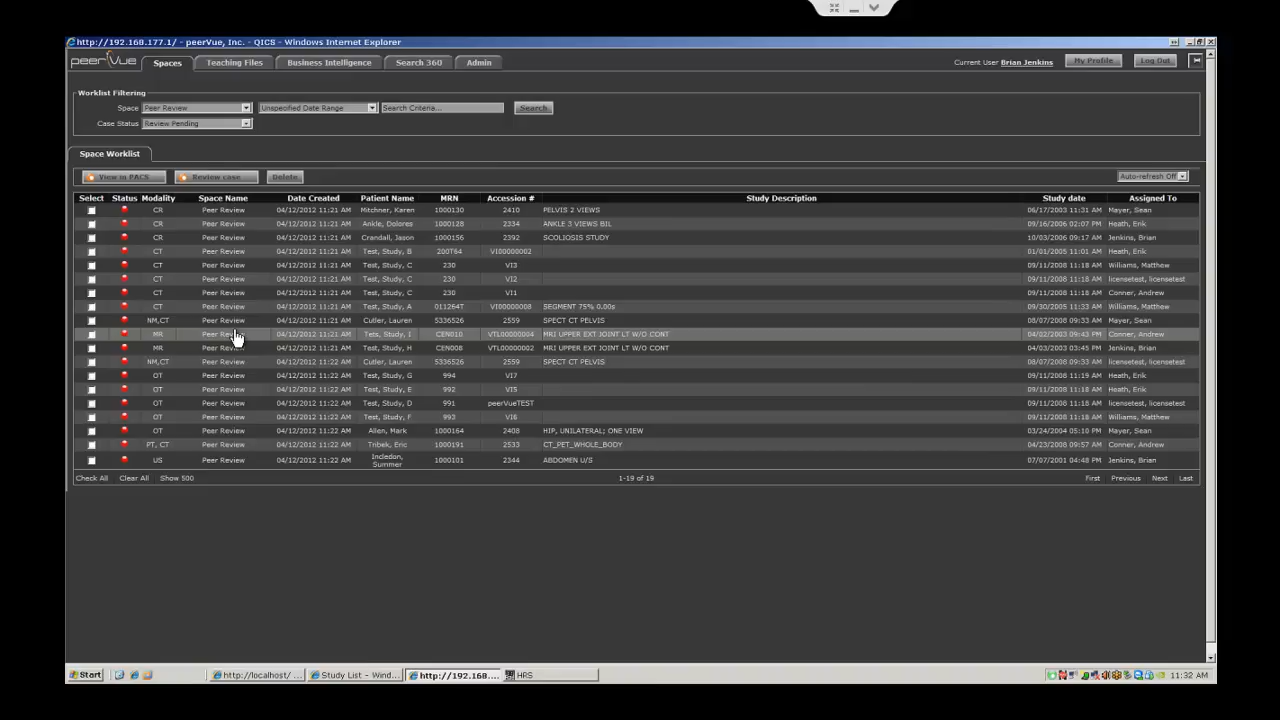 http://192.168.177.1/ - peerVue, Inc. - QICS - Windows Internet Explorer
peerVue Spaces Teaching Files Business Intelligence Search 360 Admin Current User Brian Jenkins My Profile Log Out
Worklist Filtering
Space Peer Review Unspecified Date Range Search Criteria... Search
Case Status Review Pending
Space Worklist
View in PACS Review case Delete Auto-refresh Off
Select Status Modality Space Name Date Created Patient Name MRN Accession # Study Description Study date Assigned To
CR Peer Review 04/12/2012 11:21 AM Mitchner, Karen 1000130 2410 PELVIS 2 VIEWS 06/17/2003 11:31 AM Mayer, Sean
CR Peer Review 04/12/2012 11:21 AM Ankle, Dolores 1000128 2334 ANKLE 3 VIEWS BIL 09/16/2006 02:07 PM Heath, Erik
CR Peer Review 04/12/2012 11:21 AM Crandall, Jason 1000156 2392 SCOLIOSIS STUDY 10/03/2006 09:17 AM Jenkins, Brian
CT Peer Review 04/12/2012 11:21 AM Test, Study, B 200T64 VI00000002 01/01/2005 11:01 AM Heath, Erik
CT Peer Review 04/12/2012 11:21 AM Test, Study, C 230 VI3 09/11/2008 11:18 AM Williams, Matthew
CT Peer Review 04/12/2012 11:21 AM Test, Study, C 230 VI2 09/11/2008 11:18 AM licensetest, licensetest
CT Peer Review 04/12/2012 11:21 AM Test, Study, C 230 VI1 09/11/2008 11:18 AM Conner, Andrew
CT Peer Review 04/12/2012 11:21 AM Test, Study, A 011264T VI00000008 SEGMENT 75% 0.00s 09/30/2005 11:01 AM Williams, Matthew
NM,CT Peer Review 04/12/2012 11:21 AM Cutler, Lauren 5336526 2559 SPECT CT PELVIS 08/07/2008 09:33 AM Mayer, Sean
MR Peer Review 04/12/2012 11:21 AM Tets, Study, I CEN010 VTL00000004 MRI UPPER EXT JOINT LT W/O CONT 04/02/2003 09:43 PM Conner, Andrew
MR Peer Review 04/12/2012 11:21 AM Test, Study, H CEN008 VTL00000002 MRI UPPER EXT JOINT LT W/O CONT 04/03/2003 03:45 PM Jenkins, Brian
NM,CT Peer Review 04/12/2012 11:22 AM Cutler, Lauren 5336526 2559 SPECT CT PELVIS 08/07/2008 09:33 AM licensetest, licensetest
OT Peer Review 04/12/2012 11:22 AM Test, Study, G 994 VI7 09/11/2008 11:19 AM Heath, Erik
OT Peer Review 04/12/2012 11:22 AM Test, Study, E 992 VI5 09/11/2008 11:18 AM Heath, Erik
OT Peer Review 04/12/2012 11:22 AM Test, Study, D 991 peerVueTEST 09/11/2008 11:18 AM licensetest, licensetest
OT Peer Review 04/12/2012 11:22 AM Test, Study, F 993 VI6 09/11/2008 11:18 AM Williams, Matthew
OT Peer Review 04/12/2012 11:22 AM Allen, Mark 1000164 2408 HIP, UNILATERAL; ONE VIEW 03/24/2004 05:10 PM Mayer, Sean
PT, CT Peer Review 04/12/2012 11:22 AM Tribek, Eric 1000191 2533 CT_PET_WHOLE_BODY 04/23/2008 09:57 AM Conner, Andrew
US Peer Review 04/12/2012 11:22 AM Incledon, Summer 1000101 2344 ABDOMEN U/S 07/07/2001 04:48 PM Jenkins, Brian
Check All Clear All Show 500 1-19 of 19 First Previous Next Last
Start http://localhost/ ... Study List - Wind... http://192.168.... HRS 11:32 AM